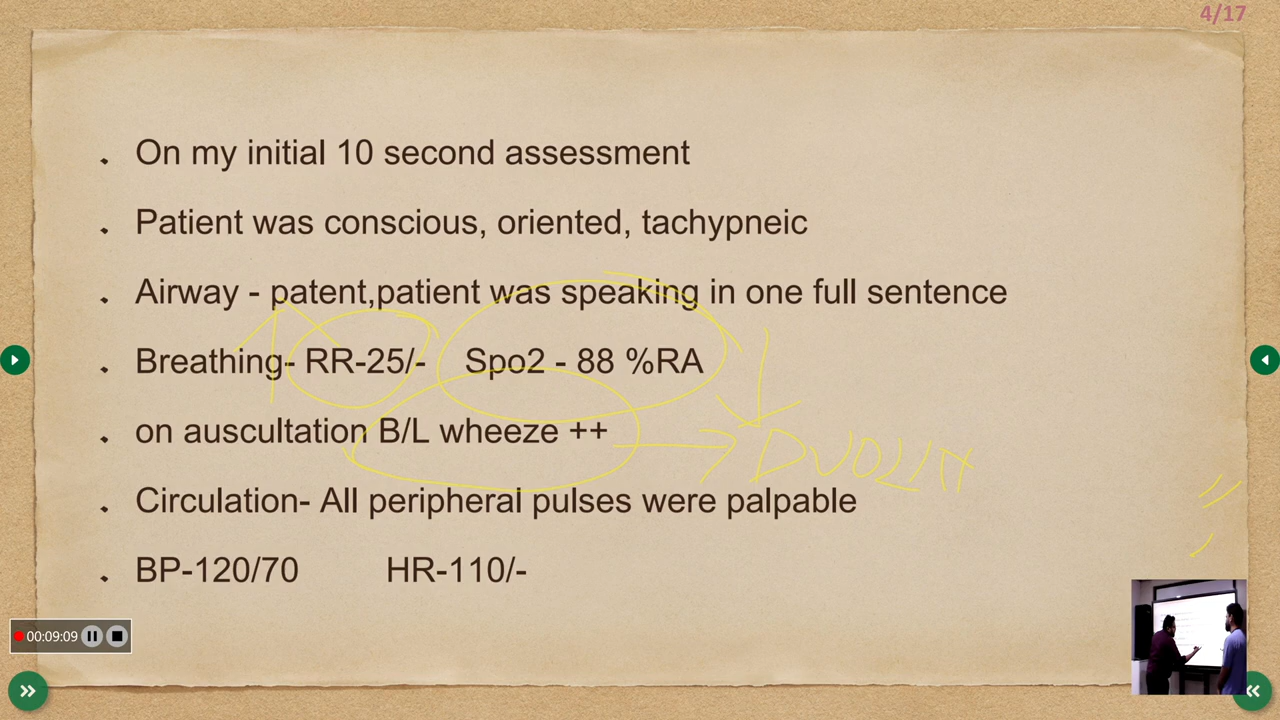 4/17
. On my initial 10 second assessment
. Patient was conscious, oriented, tachypneic
. Airway - patent,patient was speaking in one full sentence
. Breathing- RR-25/- Spo2 - 88 %RA
. on auscultation B/L wheeze ++
DUOLIN
. Circulation- All peripheral pulses were palpable
. BP-120/70 HR-110/-
00:09:09